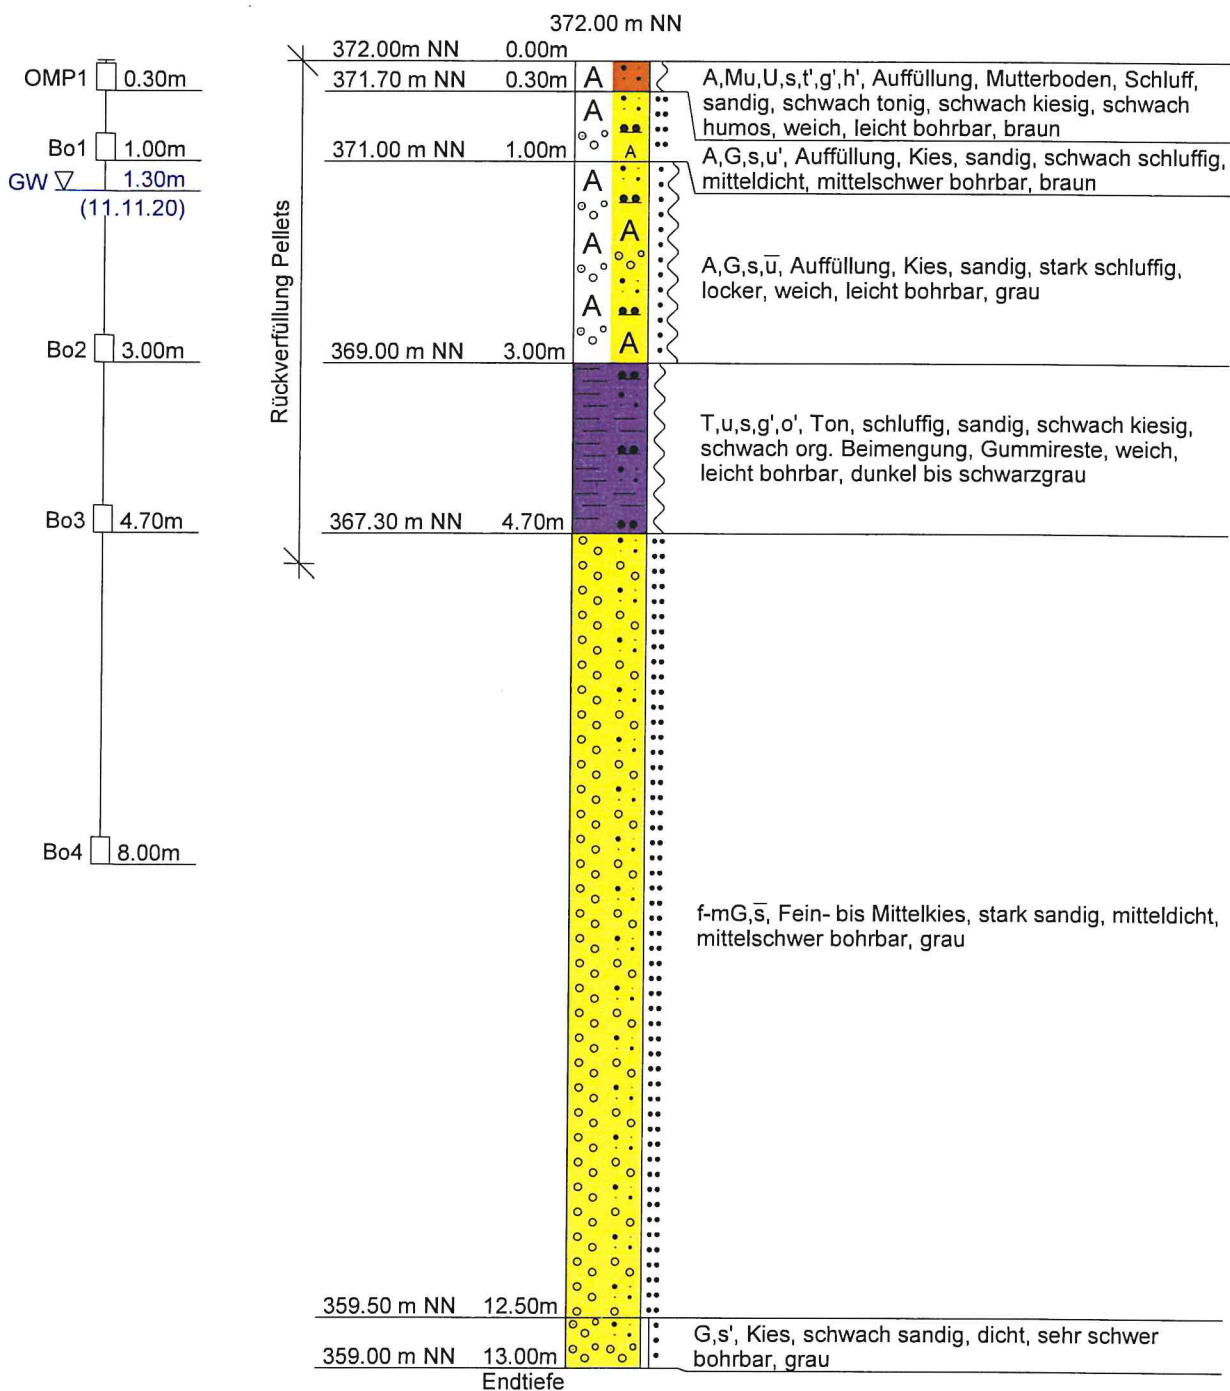 372.00 m NN
372.00m NN 0.00m
OMP1 0.30m
371.70 m NN 0.30m
A
A,Mu,U,s,t',g',h', Auffüllung, Mutterboden, Schluff,
sandig, schwach tonig, schwach kiesig, schwach
humos, weich, leicht bohrbar, braun
A
A
Bo1 1.00m
371.00 m NN 1.00m
A,G,s,u', Auffüllung, Kies, sandig, schwach schluffig,
mitteldicht, mittelschwer bohrbar, braun
GW 1.30m
(11.11.20)
A
A
A
A
A
A,G,s,u̅, Auffüllung, Kies, sandig, stark schluffig,
locker, weich, leicht bohrbar, grau
Rückverfüllung Pellets
Bo2 3.00m
369.00 m NN 3.00m
T,u,s,g',o', Ton, schluffig, sandig, schwach kiesig,
schwach org. Beimengung, Gummireste, weich,
leicht bohrbar, dunkel bis schwarzgrau
Bo3 4.70m
367.30 m NN 4.70m
Bo4 8.00m
f-mG,s̅, Fein- bis Mittelkies, stark sandig, mitteldicht,
mittelschwer bohrbar, grau
359.50 m NN 12.50m
G,s', Kies, schwach sandig, dicht, sehr schwer
bohrbar, grau
359.00 m NN 13.00m
Endtiefe